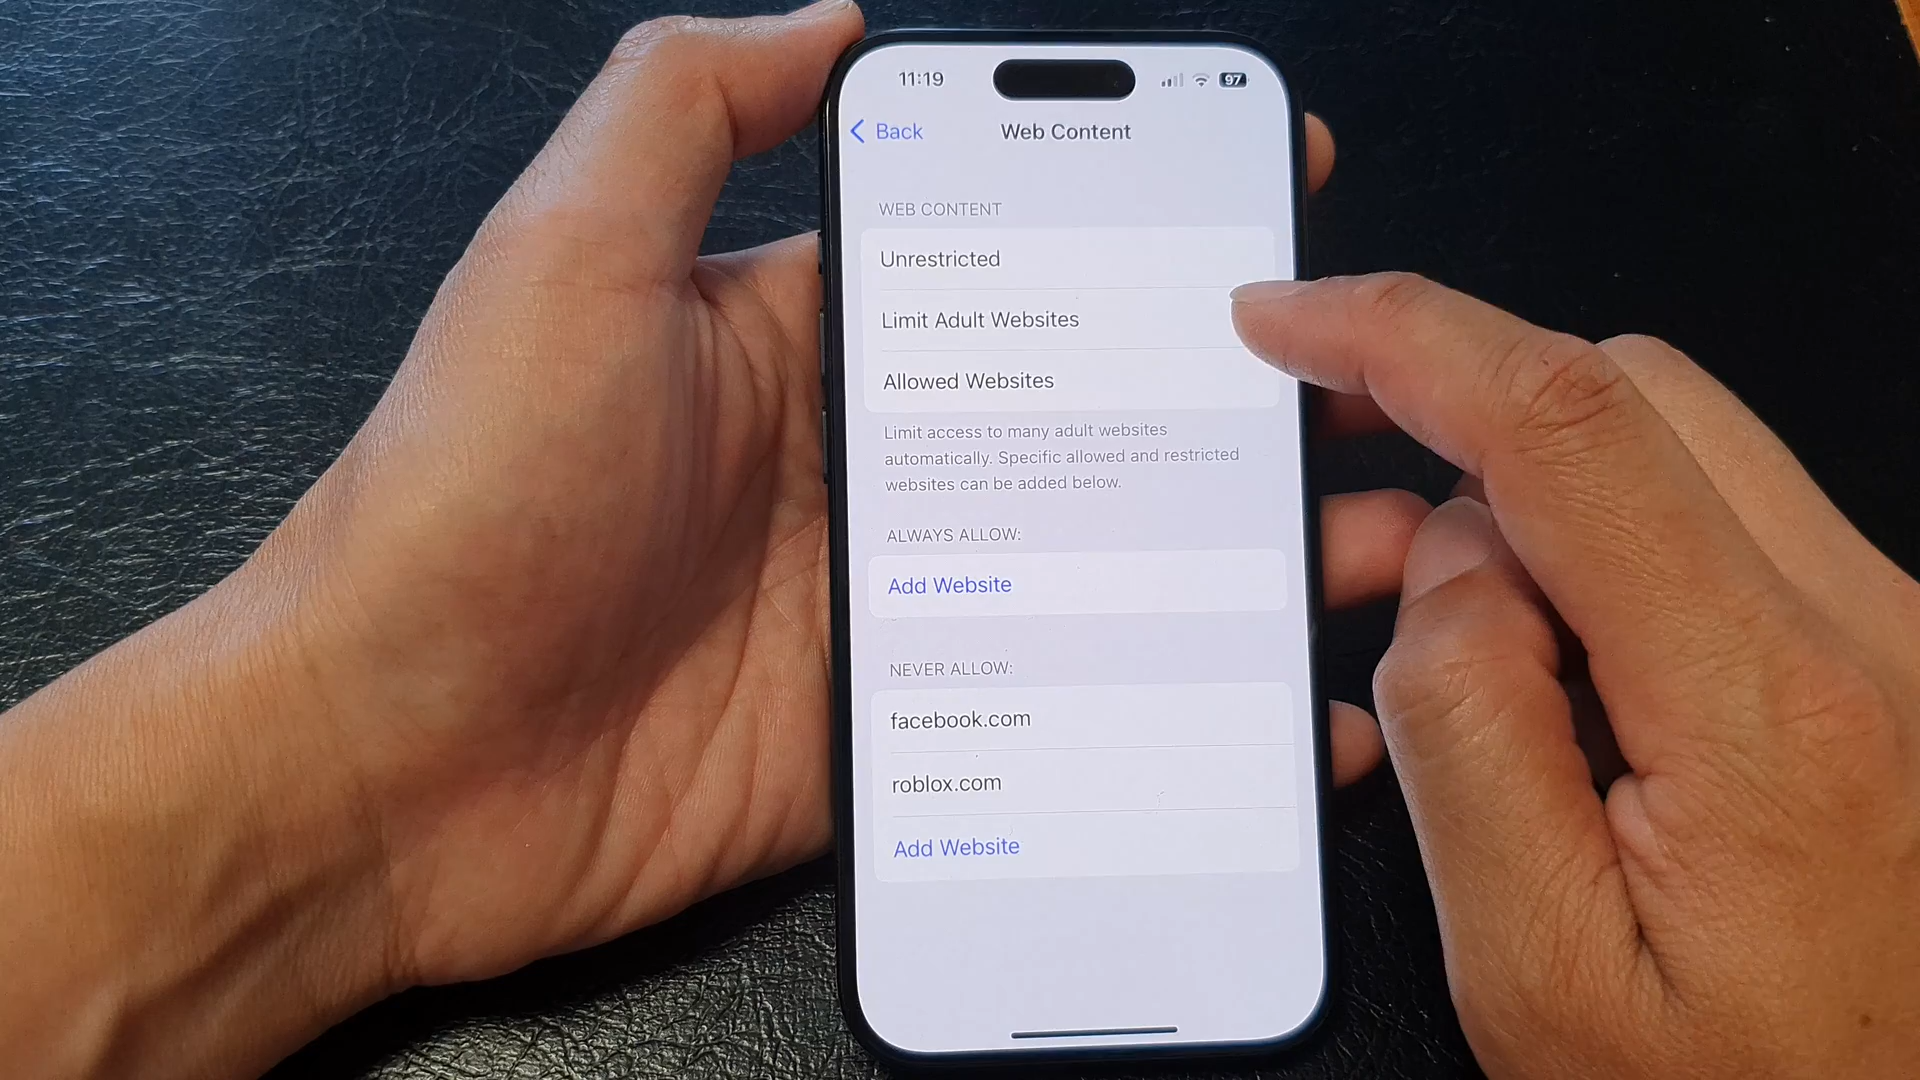 11:19
97
Back
Web Content
WEB CONTENT
Unrestricted
Limit Adult Websites
Allowed Websites
Limit access to many adult websites
automatically. Specific allowed and restricted
websites can be added below.
ALWAYS ALLOW:
Add Website
NEVER ALLOW:
facebook.com
roblox.com
Add Website